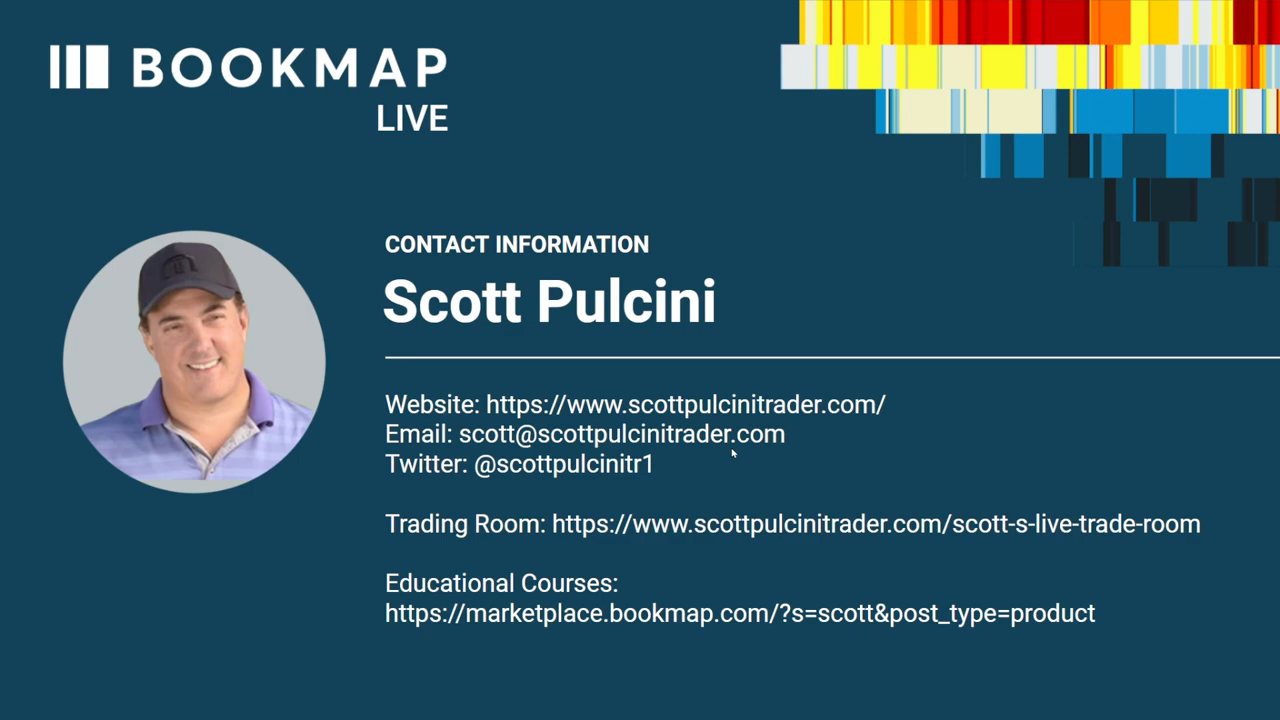 BOOKMAP
LIVE
CONTACT INFORMATION
Scott Pulcini
Website: https://www.scottpulcinitrader.com/
Email: scott@scottpulcinitrader.com
Twitter: @scottpulcinitr1
Trading Room: https://www.scottpulcinitrader.com/scott-s-live-trade-room
Educational Courses:
https://marketplace.bookmap.com/?s=scott&post_type=product